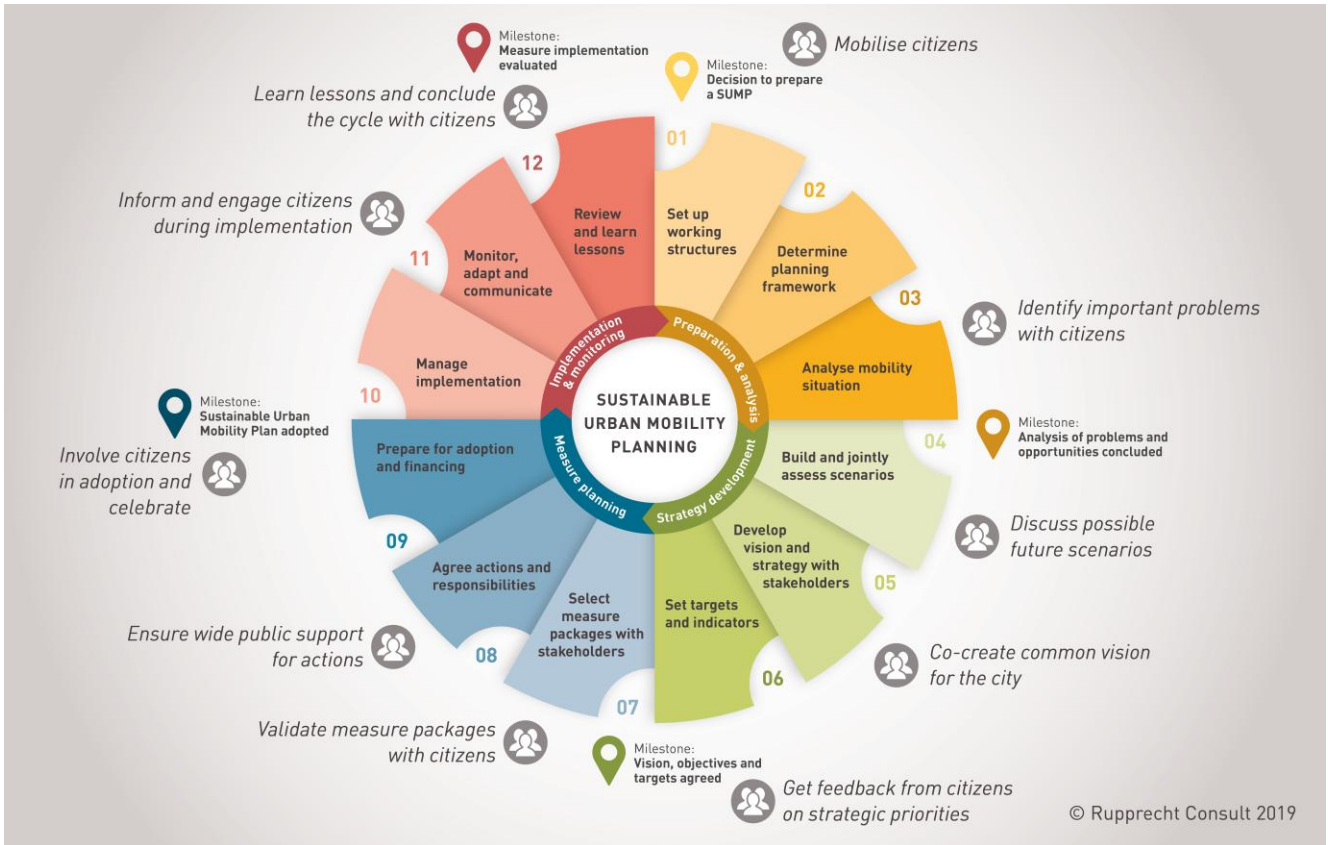 Milestone:
Measure implementation
evaluated
Mobilise citizens
Milestone:
Decision to prepare
a SUMP
Learn lessons and conclude
the cycle with citizens
01
Set up
working
structures
02
Determine
planning
framework
03
Analyse mobility
situation
Identify important problems
with citizens
Milestone:
Analysis of problems and
opportunities concluded
04
Build and jointly
assess scenarios
Discuss possible
future scenarios
05
Develop
vision and
strategy with
stakeholders
Co-create common vision
for the city
06
Set targets
and indicators
Get feedback from citizens
on strategic priorities
Milestone:
Vision, objectives and
targets agreed
07
Select
measure
packages with
stakeholders
Validate measure packages
with citizens
08
Agree actions and
responsibilities
Ensure wide public support
for actions
09
Prepare for adoption
and financing
Involve citizens
in adoption and
celebrate
Milestone:
Sustainable Urban
Mobility Plan adopted
10
Manage
implementation
11
Monitor,
adapt and
communicate
Inform and engage citizens
during implementation
12
Review
and learn
lessons
Preparation & analysis
Strategy development
Measure planning
Implementation
& monitoring
SUSTAINABLE
URBAN MOBILITY
PLANNING
© Rupprecht Consult 2019